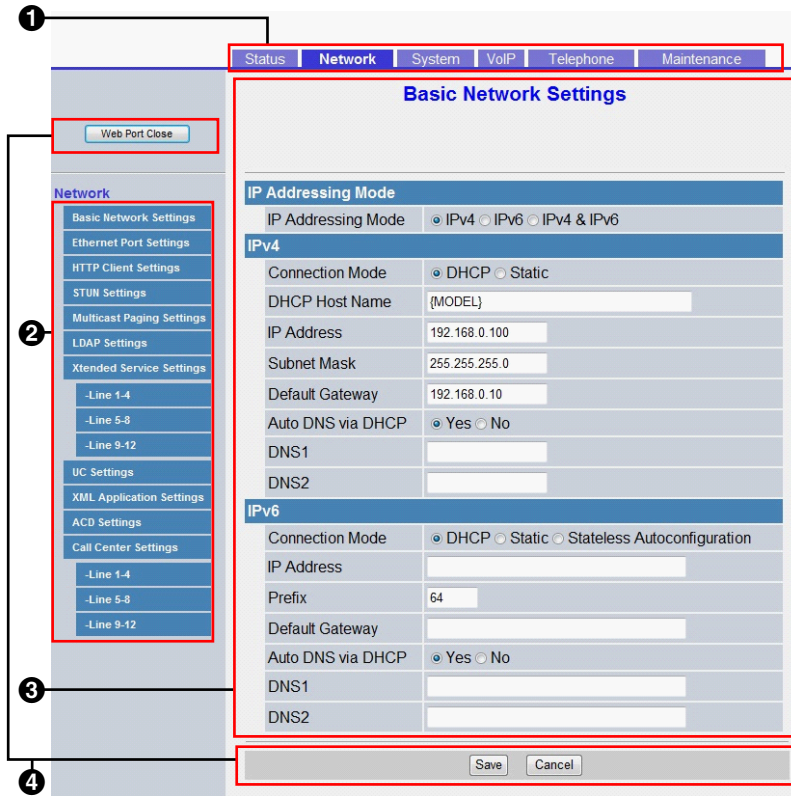 ❶
Status Network System VoIP Telephone Maintenance
Basic Network Settings
Web Port Close
Network
Basic Network Settings
Ethernet Port Settings
HTTP Client Settings
STUN Settings
Multicast Paging Settings
❷
LDAP Settings
Xtended Service Settings
-Line 1-4
-Line 5-8
-Line 9-12
UC Settings
XML Application Settings
ACD Settings
Call Center Settings
-Line 1-4
-Line 5-8
-Line 9-12
IP Addressing Mode
IP Addressing Mode IPv4 IPv6 IPv4 & IPv6
IPv4
Connection Mode DHCP Static
DHCP Host Name {MODEL}
IP Address 192.168.0.100
Subnet Mask 255.255.255.0
Default Gateway 192.168.0.10
Auto DNS via DHCP Yes No
DNS1
DNS2
IPv6
Connection Mode DHCP Static Stateless Autoconfiguration
IP Address
Prefix 64
Default Gateway
Auto DNS via DHCP Yes No
❸
DNS1
DNS2
❹
Save Cancel